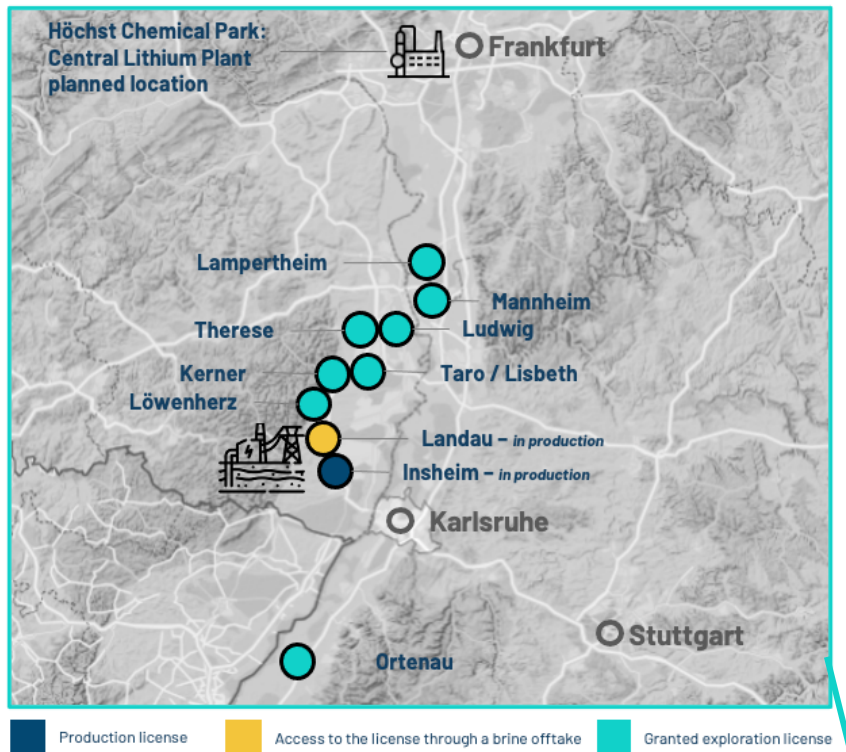 Höchst Chemical Park:
Central Lithium Plant
planned location
Frankfurt
Lampertheim
Mannheim
Therese
Ludwig
Kerner
Taro / Lisbeth
Löwenherz
Landau – in production
Insheim – in production
Karlsruhe
Stuttgart
Ortenau
Production license
Access to the license through a brine offtake
Granted exploration license